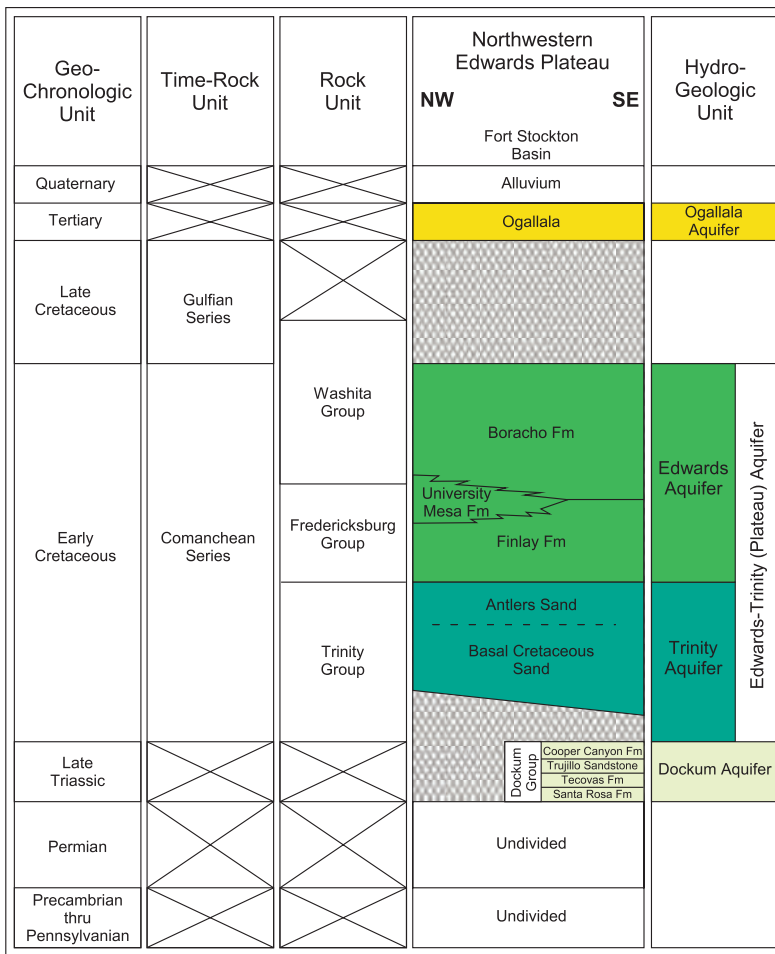 Geo-
Chronologic
Unit
Time-Rock
Unit
Rock
Unit
Northwestern
Edwards Plateau
NW
SE
Fort Stockton
Basin
Hydro-
Geologic
Unit
Quaternary
Alluvium
Tertiary
Ogallala
Ogallala
Aquifer
Late
Cretaceous
Gulfian
Series
Washita
Group
Boracho Fm
Edwards
Aquifer
Edwards-Trinity (Plateau) Aquifer
University
Mesa Fm
Early
Cretaceous
Comanchean
Series
Fredericksburg
Group
Finlay Fm
Trinity
Group
Antlers Sand
Basal Cretaceous
Sand
Trinity
Aquifer
Late
Triassic
Dockum
Group
Cooper Canyon Fm
Trujillo Sandstone
Tecovas Fm
Santa Rosa Fm
Dockum Aquifer
Permian
Undivided
Precambrian
thru
Pennsylvanian
Undivided